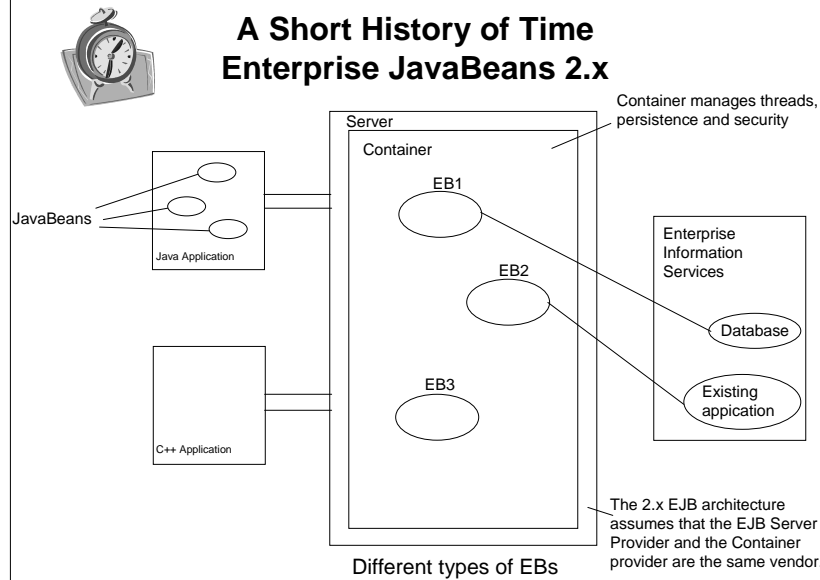 A Short History of Time
Enterprise JavaBeans 2.x
Container manages threads,
persistence and security
Server
Container
JavaBeans
Java Application
EB1
EB2
EB3
Enterprise
Information
Services
Database
Existing
appication
C++ Application
The 2.x EJB architecture
assumes that the EJB Server
Provider and the Container
provider are the same vendor
Different types of EBs